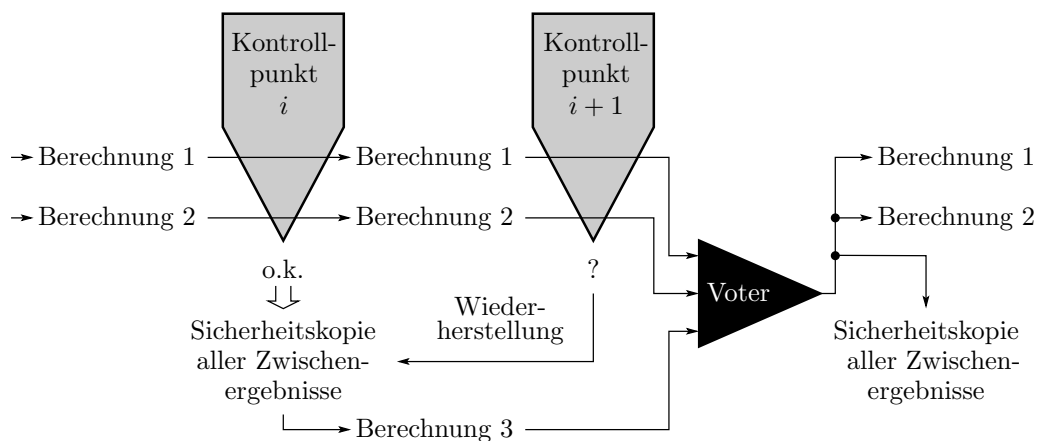 Kontroll-
punkt
i
Kontroll-
punkt
i + 1
Berechnung 1
Berechnung 1
Berechnung 1
Berechnung 2
Berechnung 2
Berechnung 2
o.k.
?
Wieder-
herstellung
Voter
Sicherheitskopie
aller Zwischen-
ergebnisse
Sicherheitskopie
aller Zwischen-
ergebnisse
Berechnung 3